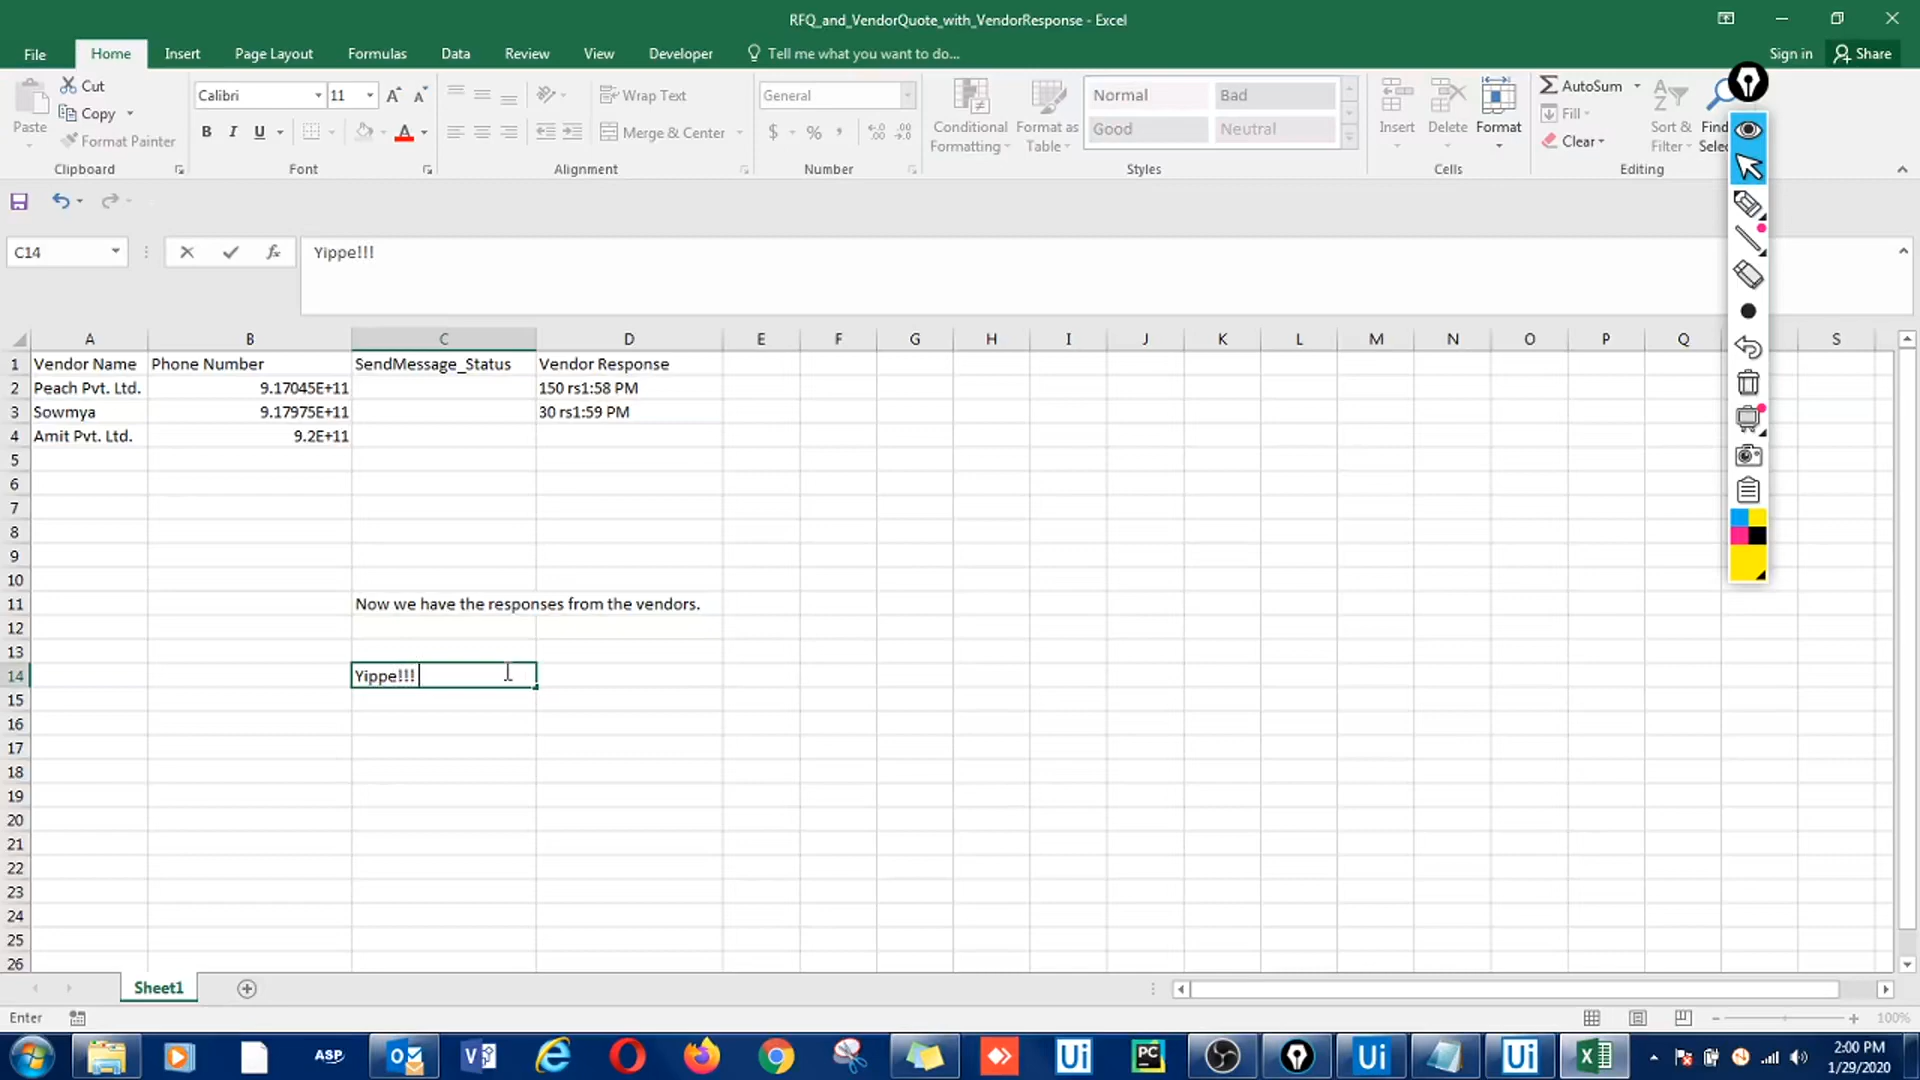 RFQ_and_VendorQuote_with_VendorResponse - Excel
File Home Insert Page Layout Formulas Data Review View Developer Tell me what you want to do... Sign in Share
Paste Cut Copy Format Painter Clipboard
Calibri 11 B I U A Font
Wrap Text Merge & Center Alignment
General $ % , Number
Conditional Formatting Format as Table
Normal Bad
Good Neutral
Styles
Insert Delete Format Cells
AutoSum Fill Clear Sort & Filter Find Selec Editing
C14 fx Yippe!!!
A B C D E F G H I J K L M N O P Q S
1 Vendor Name Phone Number SendMessage_Status Vendor Response
2 Peach Pvt. Ltd. 9.17045E+11 150 rs1:58 PM
3 Sowmya 9.17975E+11 30 rs1:59 PM
4 Amit Pvt. Ltd. 9.2E+11
5
6
7
8
9
10
11 Now we have the responses from the vendors.
12
13
14 Yippe!!!
15
16
17
18
19
20
21
22
23
24
25
26
Sheet1
Enter 100%
ASP Ui PC Ui Ui 2:00 PM
1/29/2020